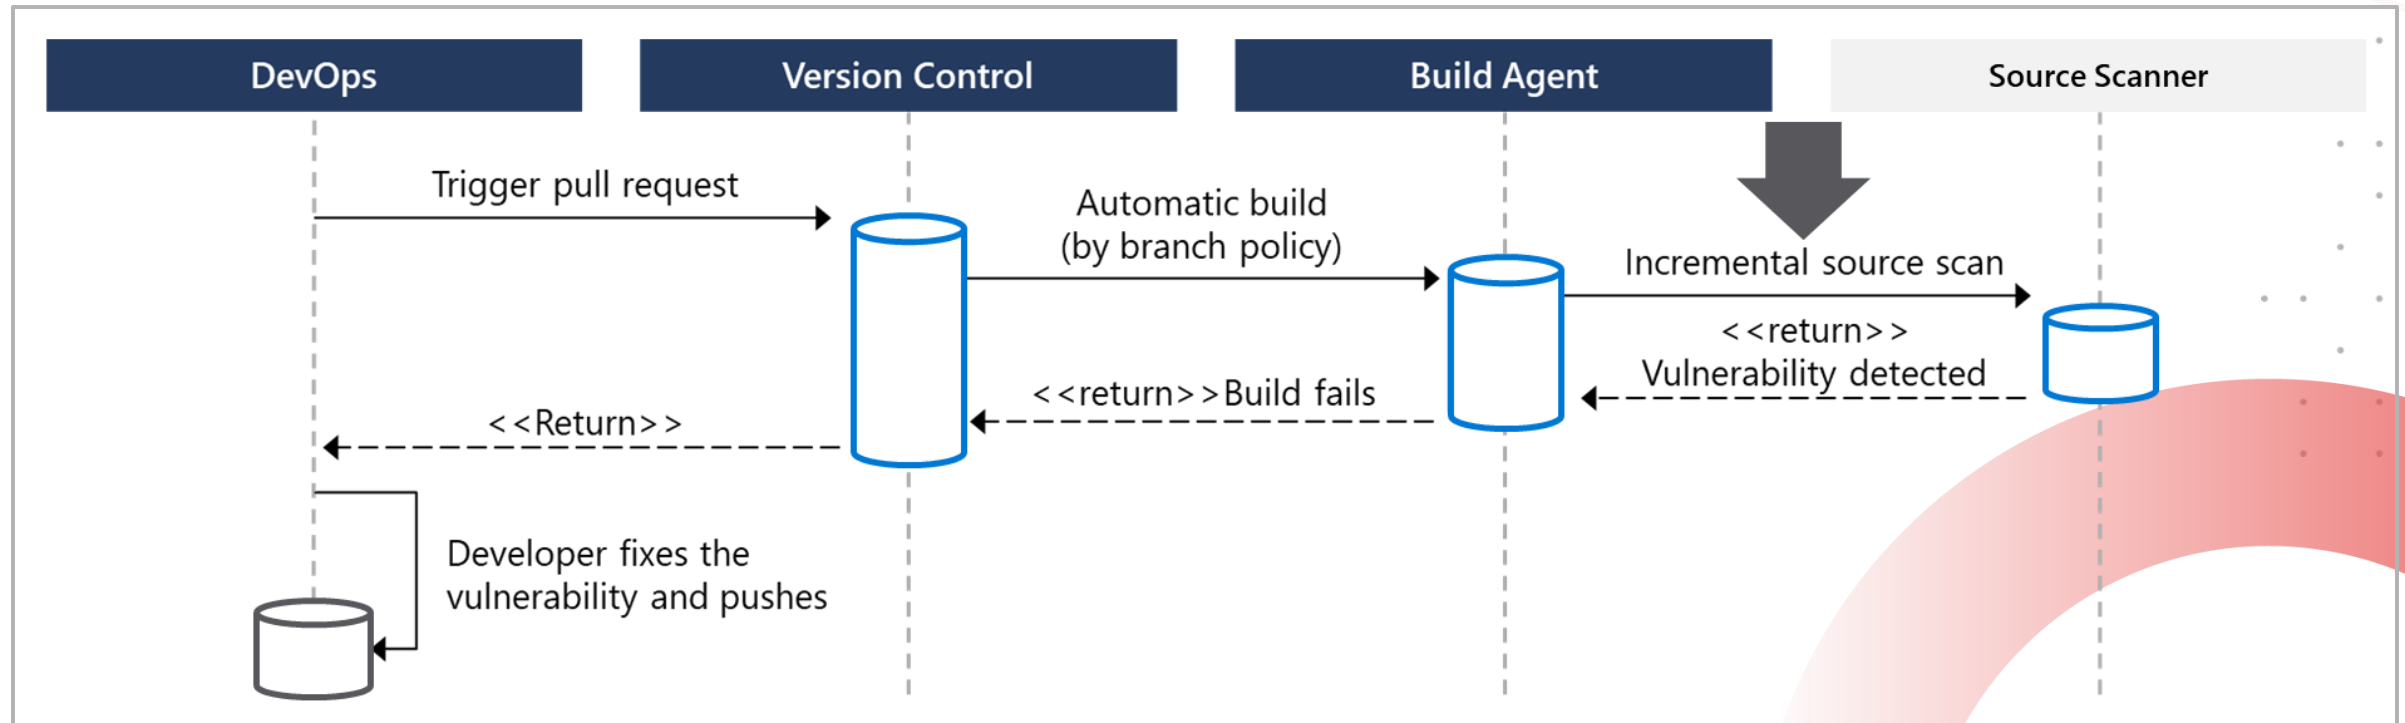 DevOps
Version Control
Build Agent
Source Scanner
Trigger pull request
Automatic build
(by branch policy)
Incremental source scan
<<return>>
Vulnerability detected
<<return>>Build fails
<<Return>>
Developer fixes the
vulnerability and pushes